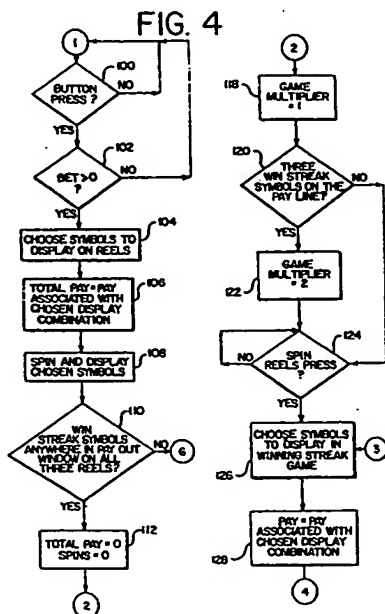 FIG. 4
1
100
BUTTON
PRESS ?
NO
YES
102
BET>0
?
NO
YES
104
CHOOSE SYMBOLS TO
DISPLAY ON REELS
106
TOTAL PAY = PAY
ASSOCIATED WITH
CHOSEN DISPLAY
COMBINATION
108
SPIN AND DISPLAY
CHOSEN SYMBOLS
110
WIN
STREAK SYMBOLS
ANYWHERE IN PAY OUT
WINDOW ON ALL
THREE REELS?
NO
6
YES
112
TOTAL PAY = 0
SPINS = 0
2
2
118
GAME
MULTIPLIER
= 1
120
THREE
WIN STREAK
SYMBOLS ON THE
PAY LINE?
NO
YES
122
GAME
MULTIPLIER
= 2
124
SPIN
REELS PRESS
?
NO
YES
126
CHOOSE SYMBOLS
TO DISPLAY IN
WINNING STREAK
GAME
3
128
PAY = PAY
ASSOCIATED WITH
CHOSEN DISPLAY
COMBINATION
4